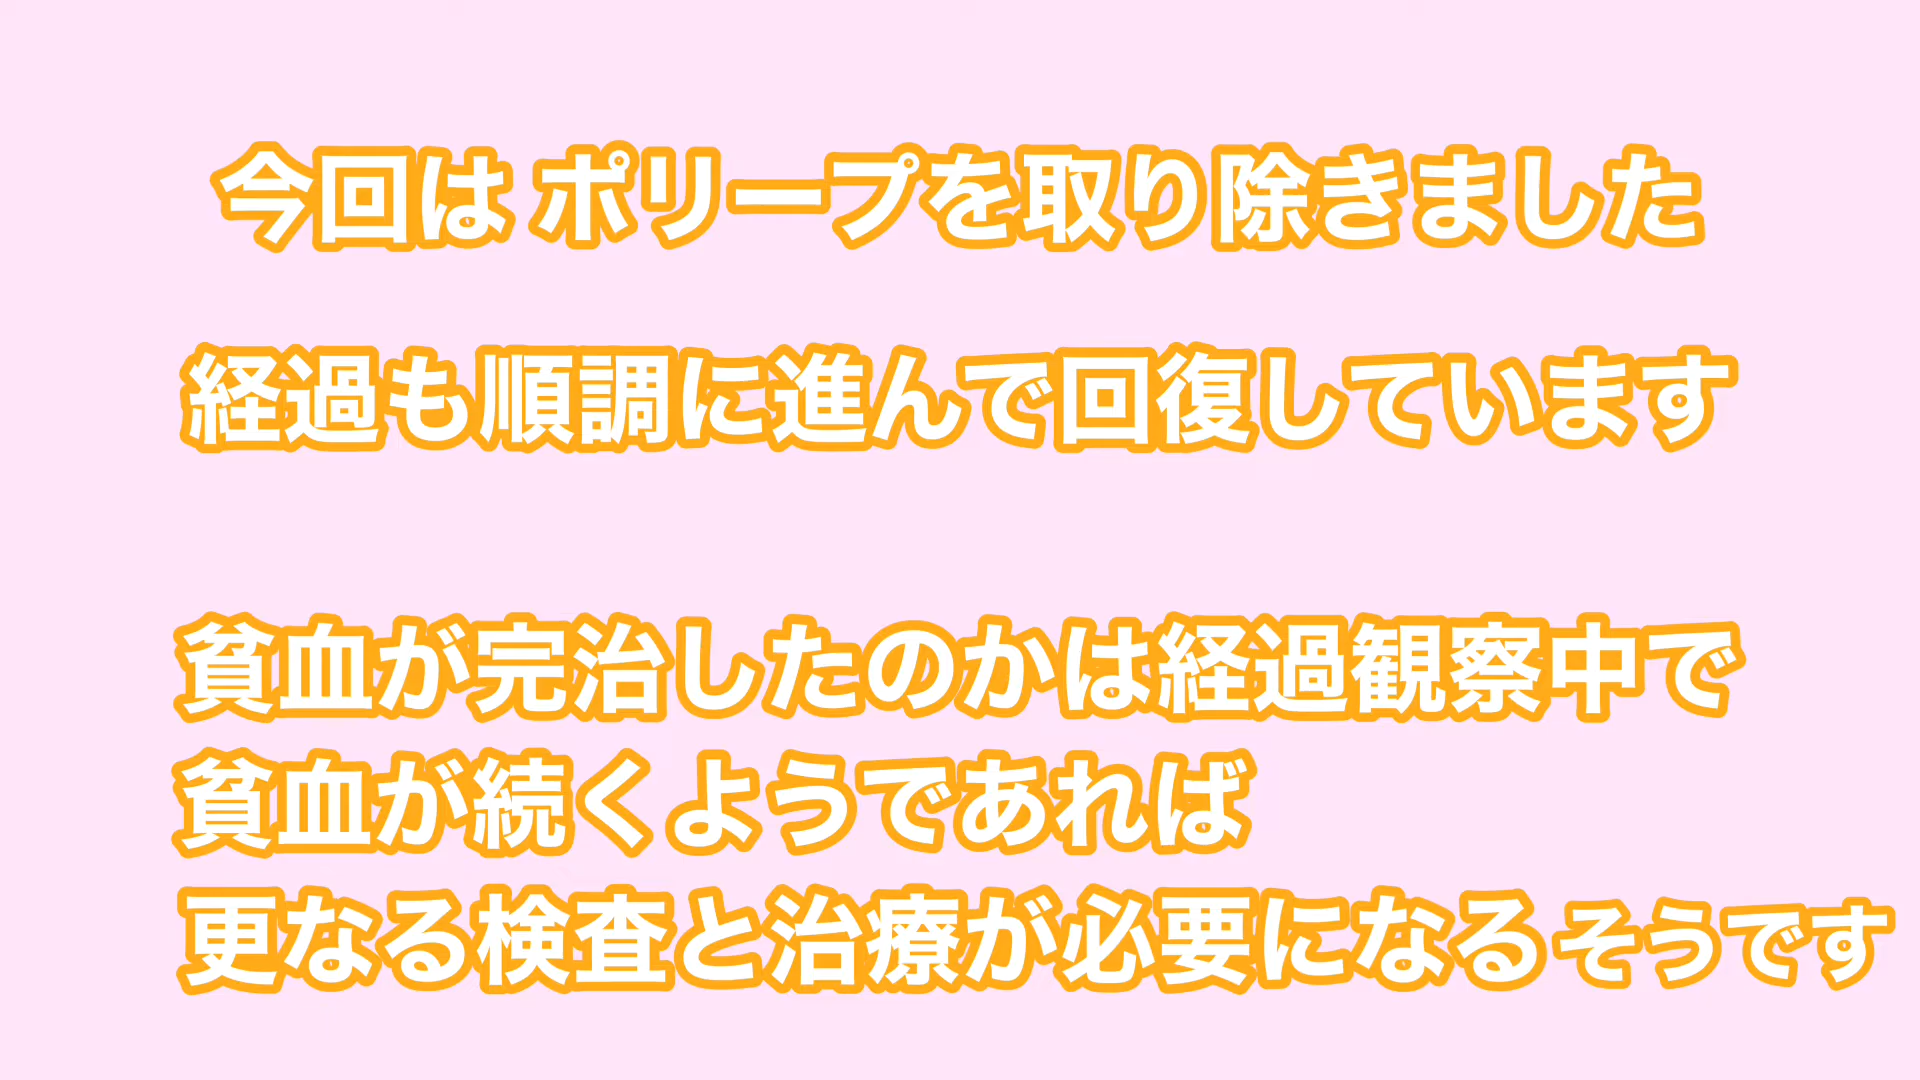 今回は ポリープを取り除きました
経過も順調に進んで回復しています
貧血が完治したのかは経過観察中で
貧血が続くようであれば
更なる検査と治療が必要になるそうです